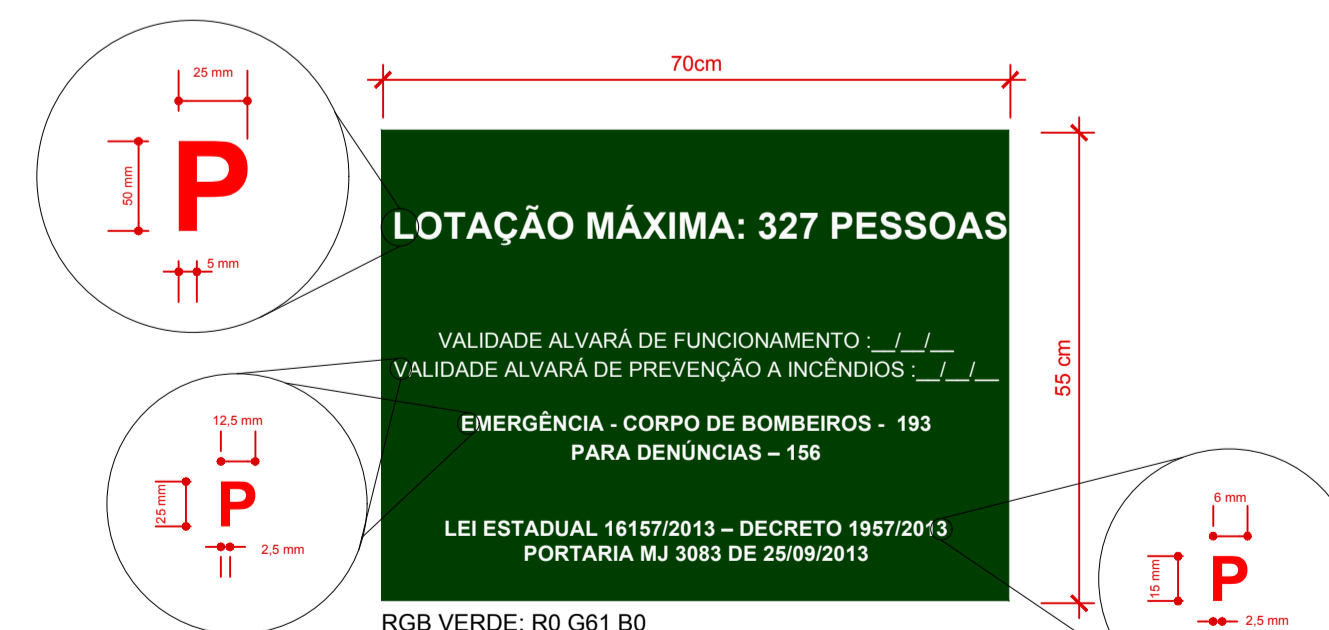 70cm
25 mm
50 mm
P
5 mm
LOTAÇÃO MÁXIMA: 327 PESSOAS
VALIDADE ALVARÁ DE FUNCIONAMENTO :__/__/__
VALIDADE ALVARÁ DE PREVENÇÃO A INCÊNDIOS :__/__/__
55 cm
12,5 mm
25 mm
P
2,5 mm
EMERGÊNCIA - CORPO DE BOMBEIROS - 193
PARA DENÚNCIAS – 156
LEI ESTADUAL 16157/2013 – DECRETO 1957/2013
PORTARIA MJ 3083 DE 25/09/2013
6 mm
15 mm
P
2,5 mm
RGB VERDE: R0 G61 B0